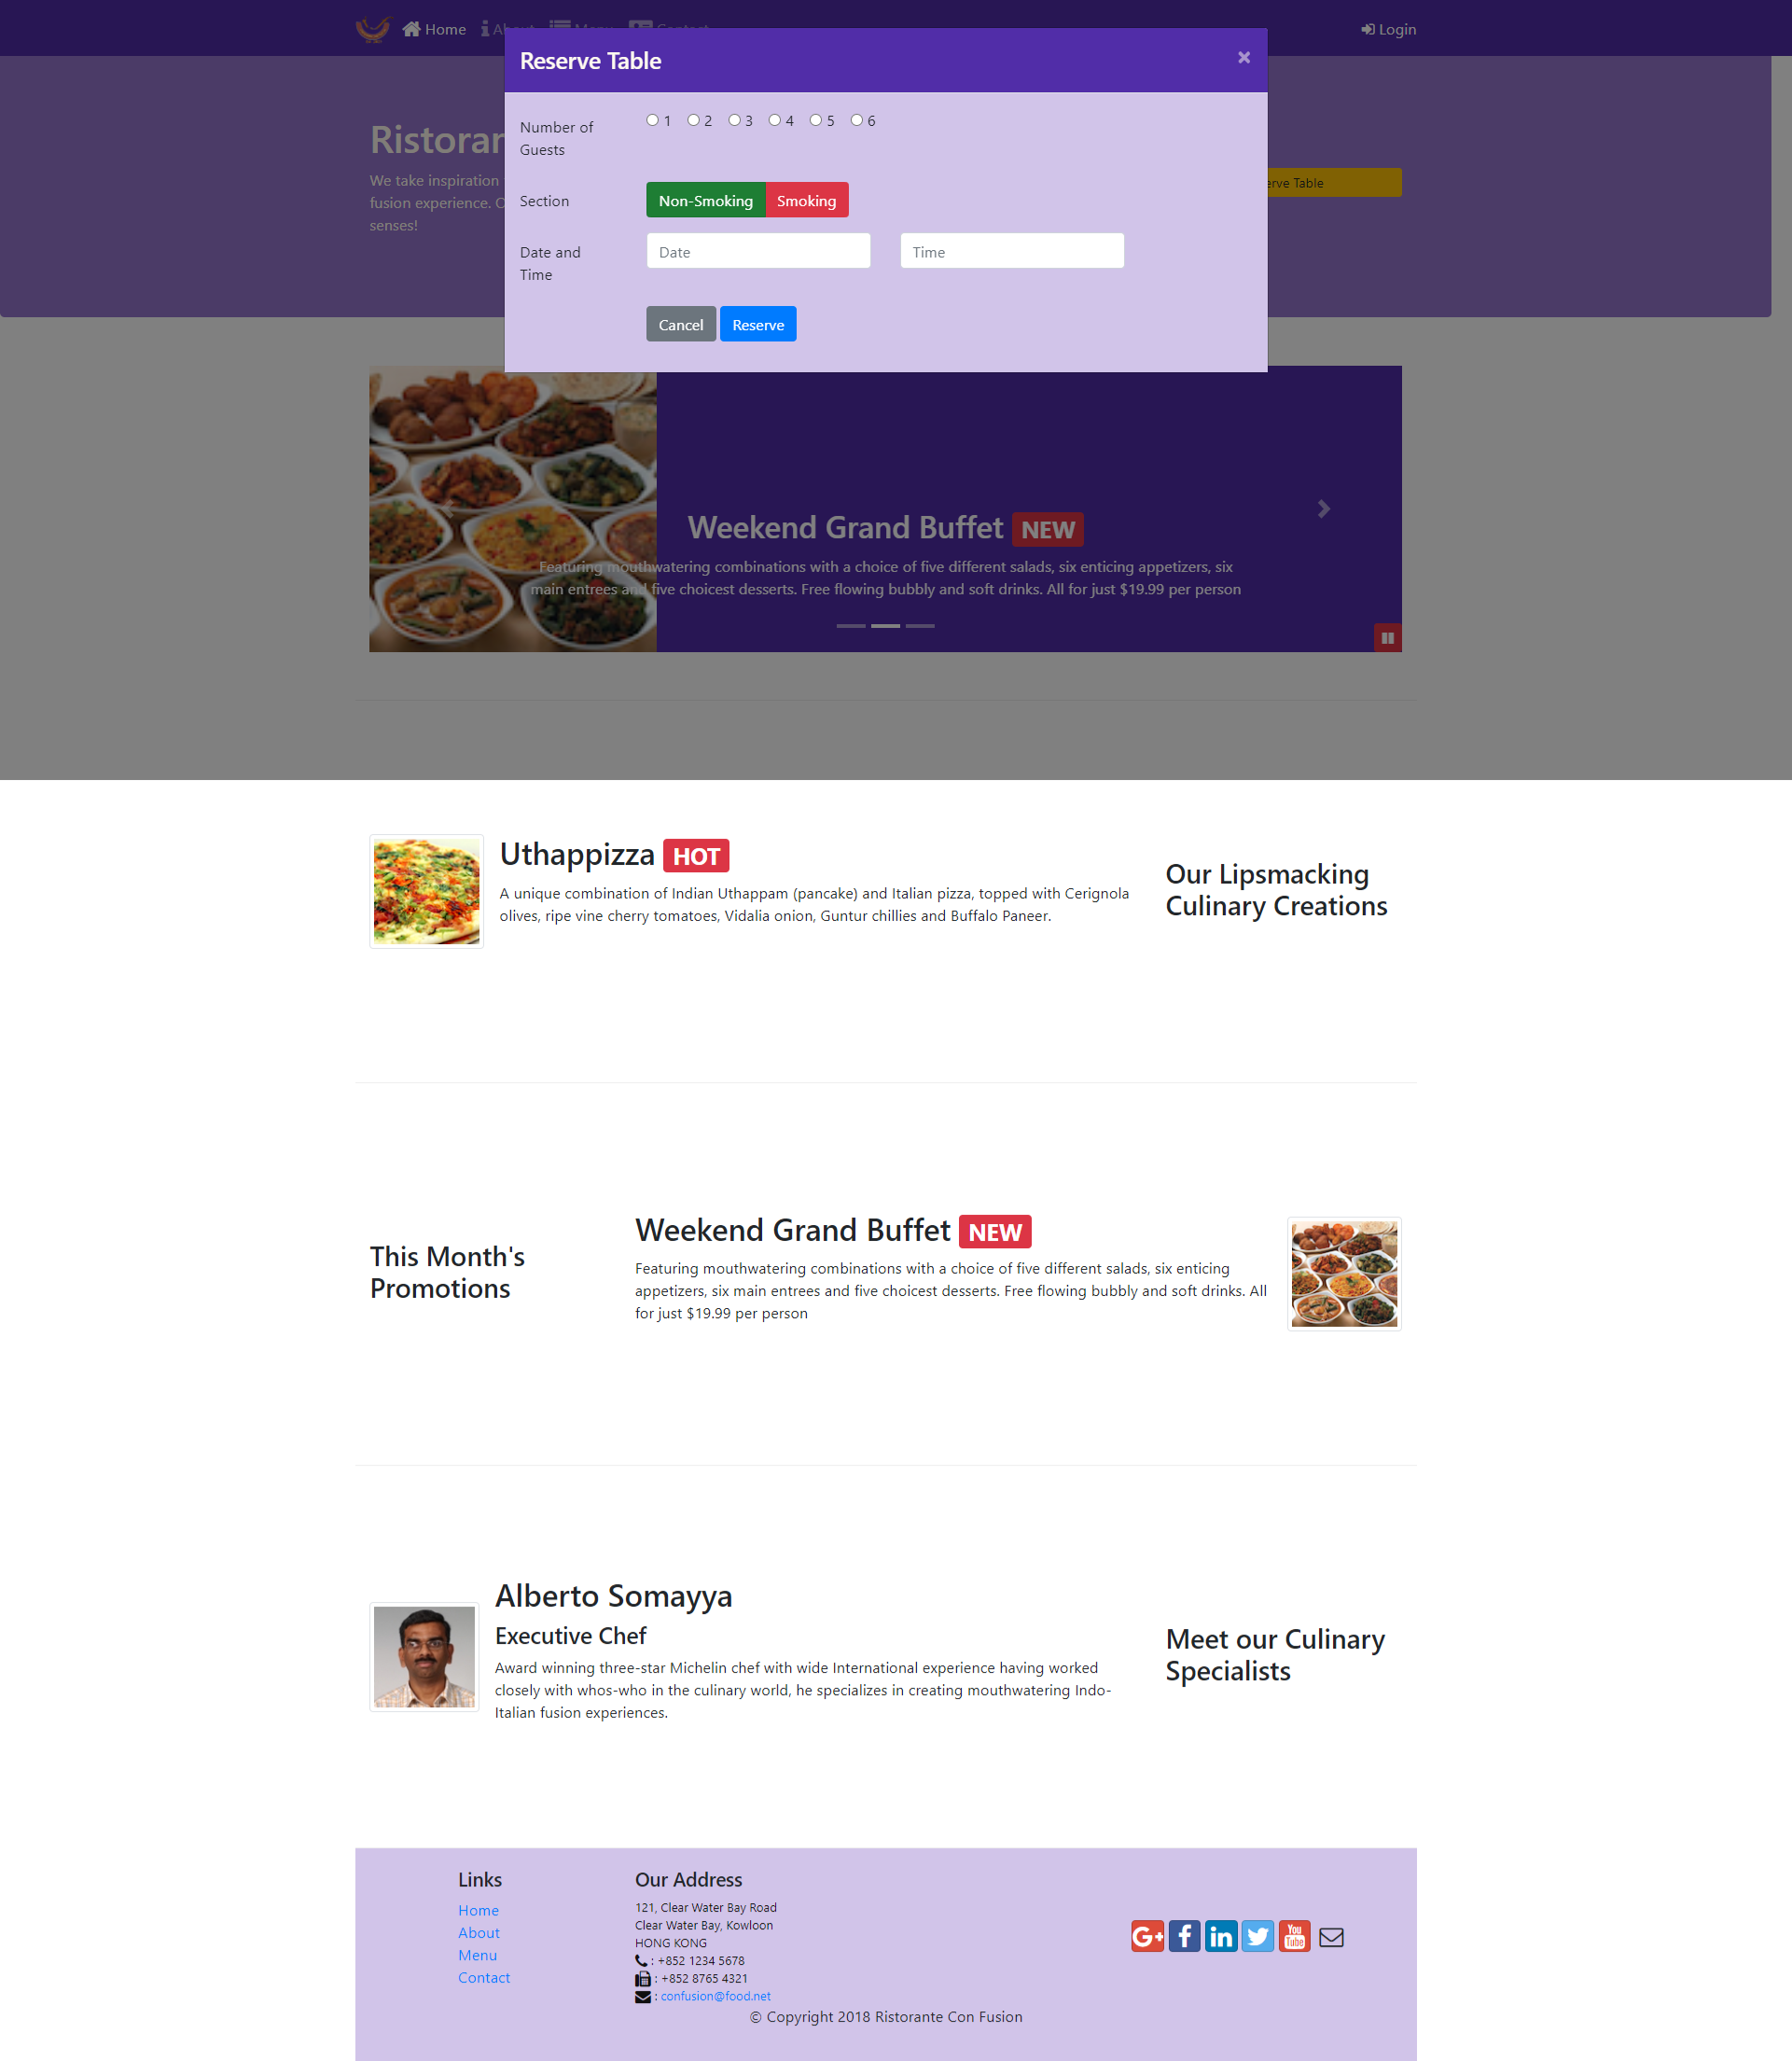 Home
About
Menu
Contact
Login
Reserve Table
×
Number of
Guests
1 2 3 4 5 6
Section
Non-Smoking Smoking
Date and
Time
Date
Time
Cancel Reserve
We take inspiration
fusion experience.
senses!
Table
Weekend Grand Buffet NEW
Featuring mouthwatering combinations with a choice of five different salads, six enticing appetizers, six
main entrees and five choicest desserts. Free flowing bubbly and soft drinks. All for just $19.99 per person
Uthappizza HOT
A unique combination of Indian Uthappam (pancake) and Italian pizza, topped with Cerignola
olives, ripe vine cherry tomatoes, Vidalia onion, Guntur chillies and Buffalo Paneer.
Our Lipsmacking
Culinary Creations
This Month's
Promotions
Weekend Grand Buffet NEW
Featuring mouthwatering combinations with a choice of five different salads, six enticing
appetizers, six main entrees and five choicest desserts. Free flowing bubbly and soft drinks. All
for just $19.99 per person
Alberto Somayya
Executive Chef
Award winning three-star Michelin chef with wide International experience having worked
closely with whos-who in the culinary world, he specializes in creating mouthwatering Indo-
Italian fusion experiences.
Meet our Culinary
Specialists
Links
Home
About
Menu
Contact
Our Address
121, Clear Water Bay Road
Clear Water Bay, Kowloon
HONG KONG
: +852 1234 5678
: +852 8765 4321
: confusion@food.net
G+ f in You Tube
© Copyright 2018 Ristorante Con Fusion